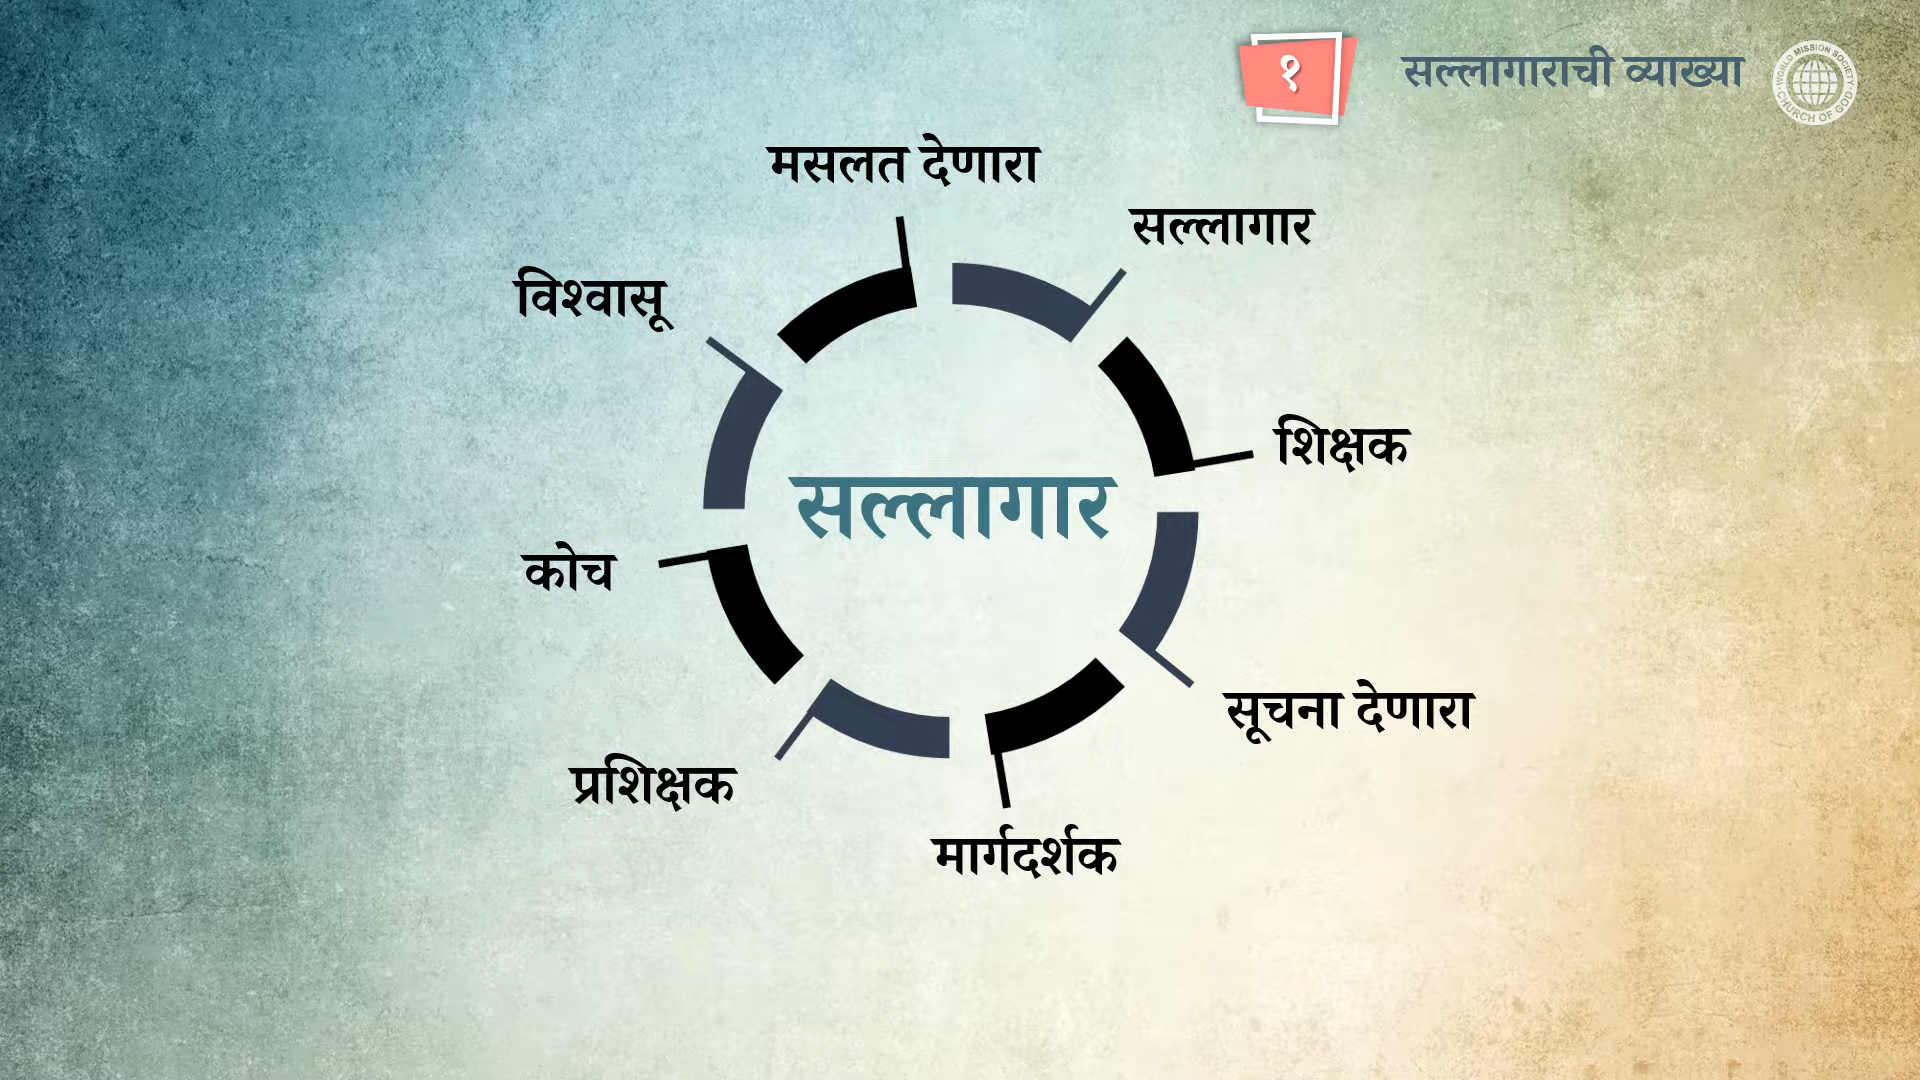 १
सल्लागाराची व्याख्या
WORLD MISSION SOCIETY
CHURCH OF GOD
मसलत देणारा
सल्लागार
विश्वासू
शिक्षक
सल्लागार
कोच
सूचना देणारा
प्रशिक्षक
मार्गदर्शक